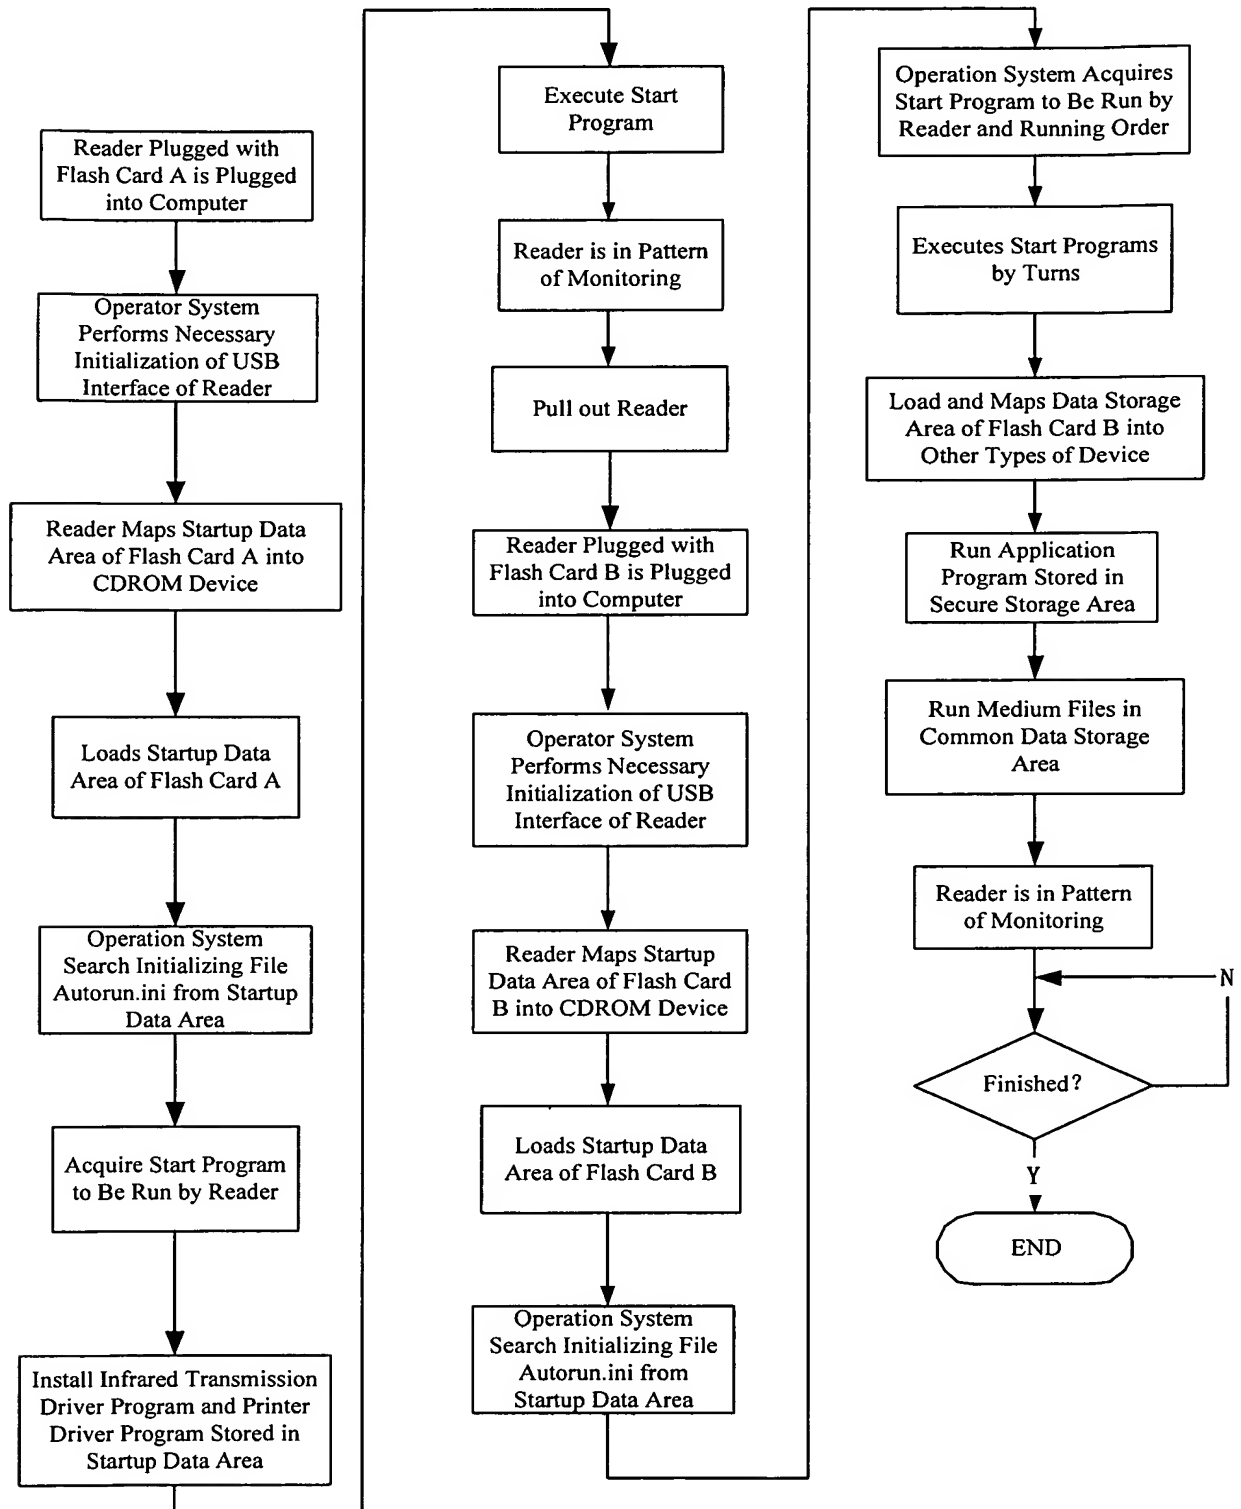 Reader Plugged with
Flash Card A is Plugged
into Computer
Operator System
Performs Necessary
Initialization of USB
Interface of Reader
Reader Maps Startup Data
Area of Flash Card A into
CDROM Device
Loads Startup Data
Area of Flash Card A
Operation System
Search Initializing File
Autorun.ini from Startup
Data Area
Acquire Start Program
to Be Run by Reader
Install Infrared Transmission
Driver Program and Printer
Driver Program Stored in
Startup Data Area
Execute Start
Program
Reader is in Pattern
of Monitoring
Pull out Reader
Reader Plugged with
Flash Card B is Plugged
into Computer
Operator System
Performs Necessary
Initialization of USB
Interface of Reader
Reader Maps Startup
Data Area of Flash Card
B into CDROM Device
Loads Startup Data
Area of Flash Card B
Operation System
Search Initializing File
Autorun.ini from
Startup Data Area
Operation System Acquires
Start Program to Be Run by
Reader and Running Order
Executes Start Programs
by Turns
Load and Maps Data Storage
Area of Flash Card B into
Other Types of Device
Run Application
Program Stored in
Secure Storage Area
Run Medium Files in
Common Data Storage
Area
Reader is in Pattern
of Monitoring
N
Finished?
Y
END